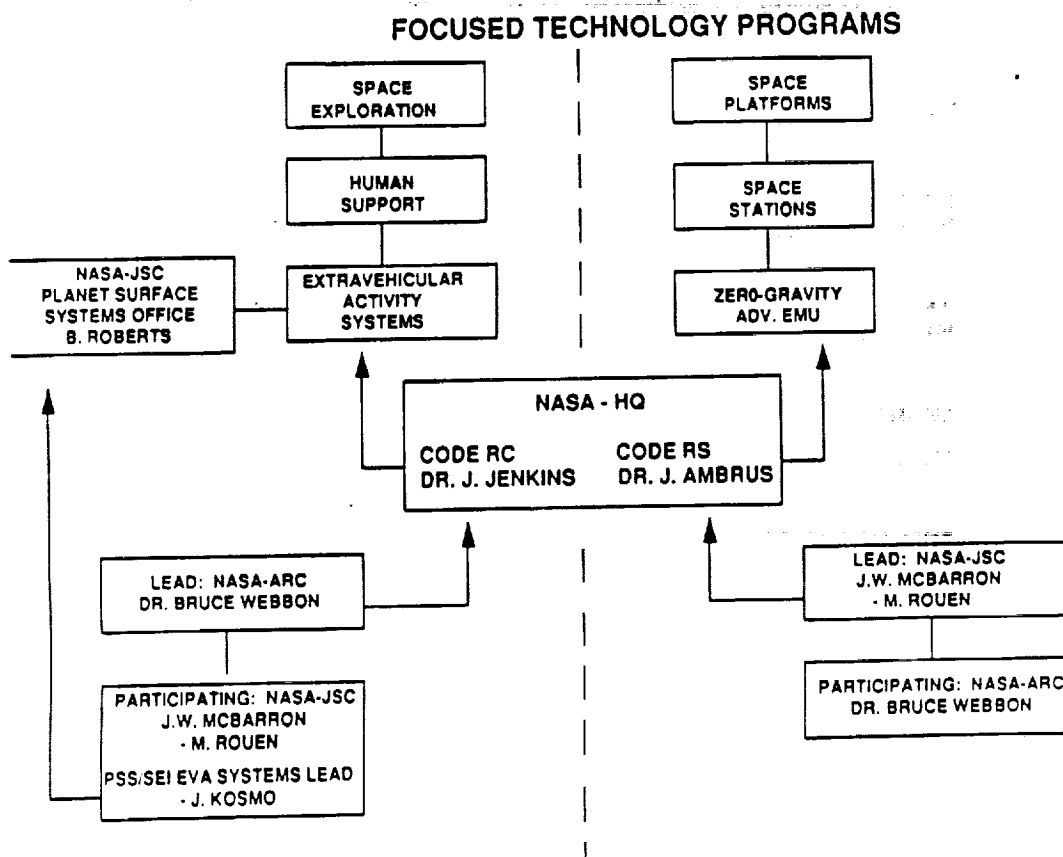 FOCUSED TECHNOLOGY PROGRAMS
SPACE
EXPLORATION
HUMAN
SUPPORT
EXTRAVEHICULAR
ACTIVITY
SYSTEMS
NASA-JSC
PLANET SURFACE
SYSTEMS OFFICE
B. ROBERTS
SPACE
PLATFORMS
SPACE
STATIONS
ZER0-GRAVITY
ADV. EMU
NASA - HQ
CODE RC
DR. J. JENKINS
CODE RS
DR. J. AMBRUS
LEAD: NASA-ARC
DR. BRUCE WEBBON
PARTICIPATING: NASA-JSC
J.W. MCBARRON
- M. ROUEN
PSS/SEI EVA SYSTEMS LEAD
- J. KOSMO
LEAD: NASA-JSC
J.W. MCBARRON
- M. ROUEN
PARTICIPATING: NASA-ARC
DR. BRUCE WEBBON